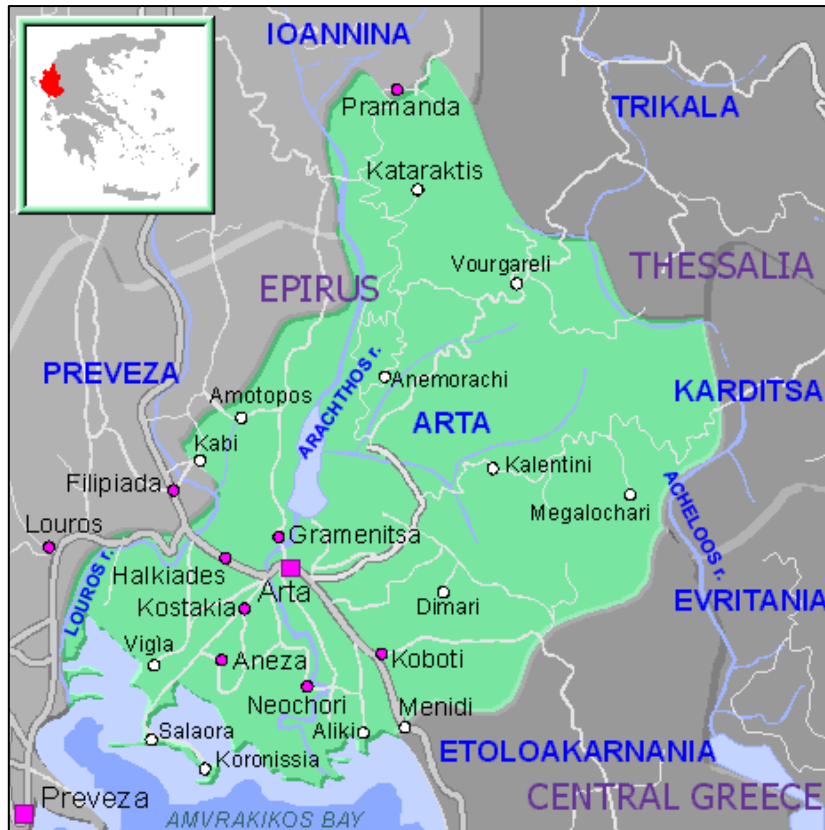 IOANNINA
Pramanda
TRIKALA
Kataraktis
Vourgareli
THESSALIA
EPIRUS
PREVEZA
ARACHTHOS r.
Anemorachi
KARDITSA
Amotopos
ARTA
Kabi
Kalentini
Filipiada
Megalochari
ACHELOOS r.
Louros
Gramenitsa
Halkiades
Arta
LOUROS r.
Kostakia
Dimari
EVRITANIA
Vigla
Aneza
Koboti
Neochori
Menidi
Salaora
Aliki
Koronissia
ETOLOAKARNANIA
Preveza
CENTRAL GREECE
AMVRAKIKOS BAY